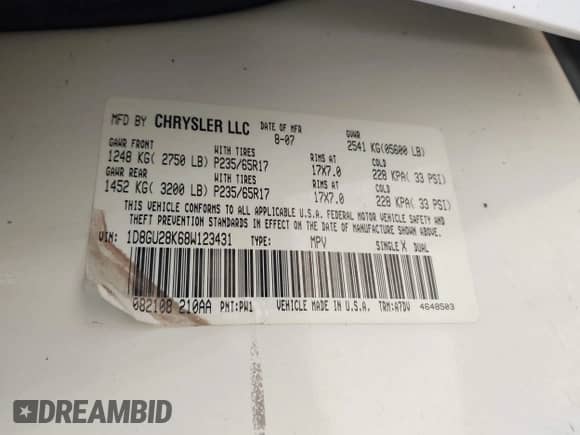 MFD BY CHRYSLER LLC DATE OF MFR 8-07 GVWR 2541 KG(05600 LB)
GAWR FRONT WITH TIRES RIMS AT COLD
1248 KG( 2750 LB) P235/65R17 17X7.0 228 KPA( 33 PSI)
GAWR REAR WITH TIRES RIMS AT COLD
1452 KG( 3200 LB) P235/65R17 17X7.0 228 KPA( 33 PSI)
THIS VEHICLE CONFORMS TO ALL APPLICABLE U.S.A. FEDERAL MOTOR VEHICLE SAFETY AND
THEFT PREVENTION STANDARDS IN EFFECT ON THE DATE OF MANUFACTURE SHOWN ABOVE.
VIN: 1D8GU28K68W123431 TYPE: MPV SINGLE X DUAL
082108 210AA PNT:PW1 VEHICLE MADE IN U.S.A. TRM:A7DV 4648503
DREAMBID